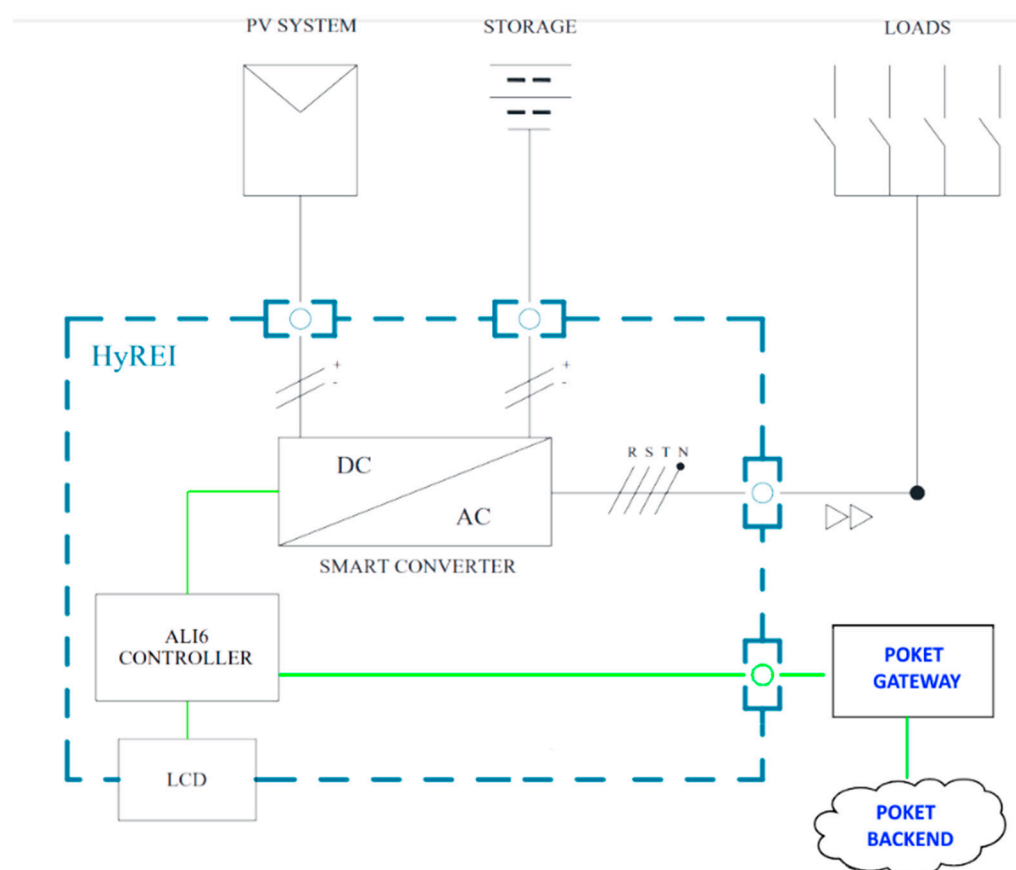 PV SYSTEM
STORAGE
LOADS
HyREI
+
-
+
-
DC
AC
R S T N
SMART CONVERTER
ALI6
CONTROLLER
LCD
POKET
GATEWAY
POKET
BACKEND